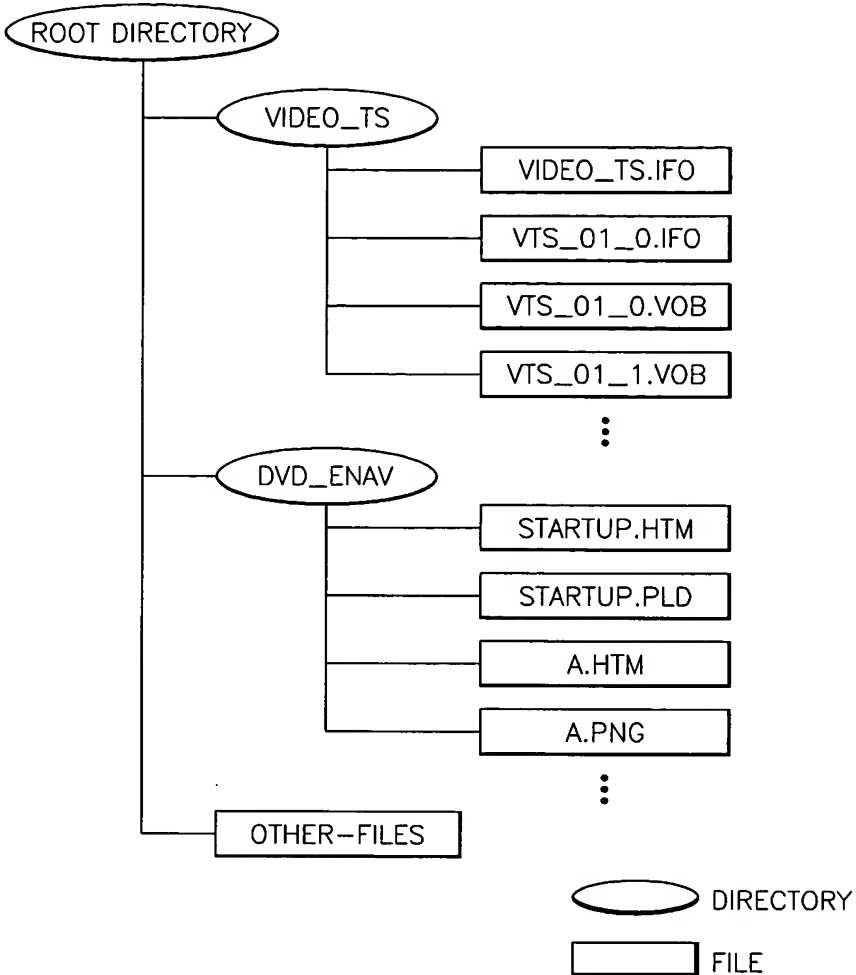 ROOT DIRECTORY
VIDEO_TS
VIDEO_TS.IFO
VTS_01_0.IFO
VTS_01_0.VOB
VTS_01_1.VOB
DVD_ENAV
STARTUP.HTM
STARTUP.PLD
A.HTM
A.PNG
OTHER-FILES
DIRECTORY
FILE